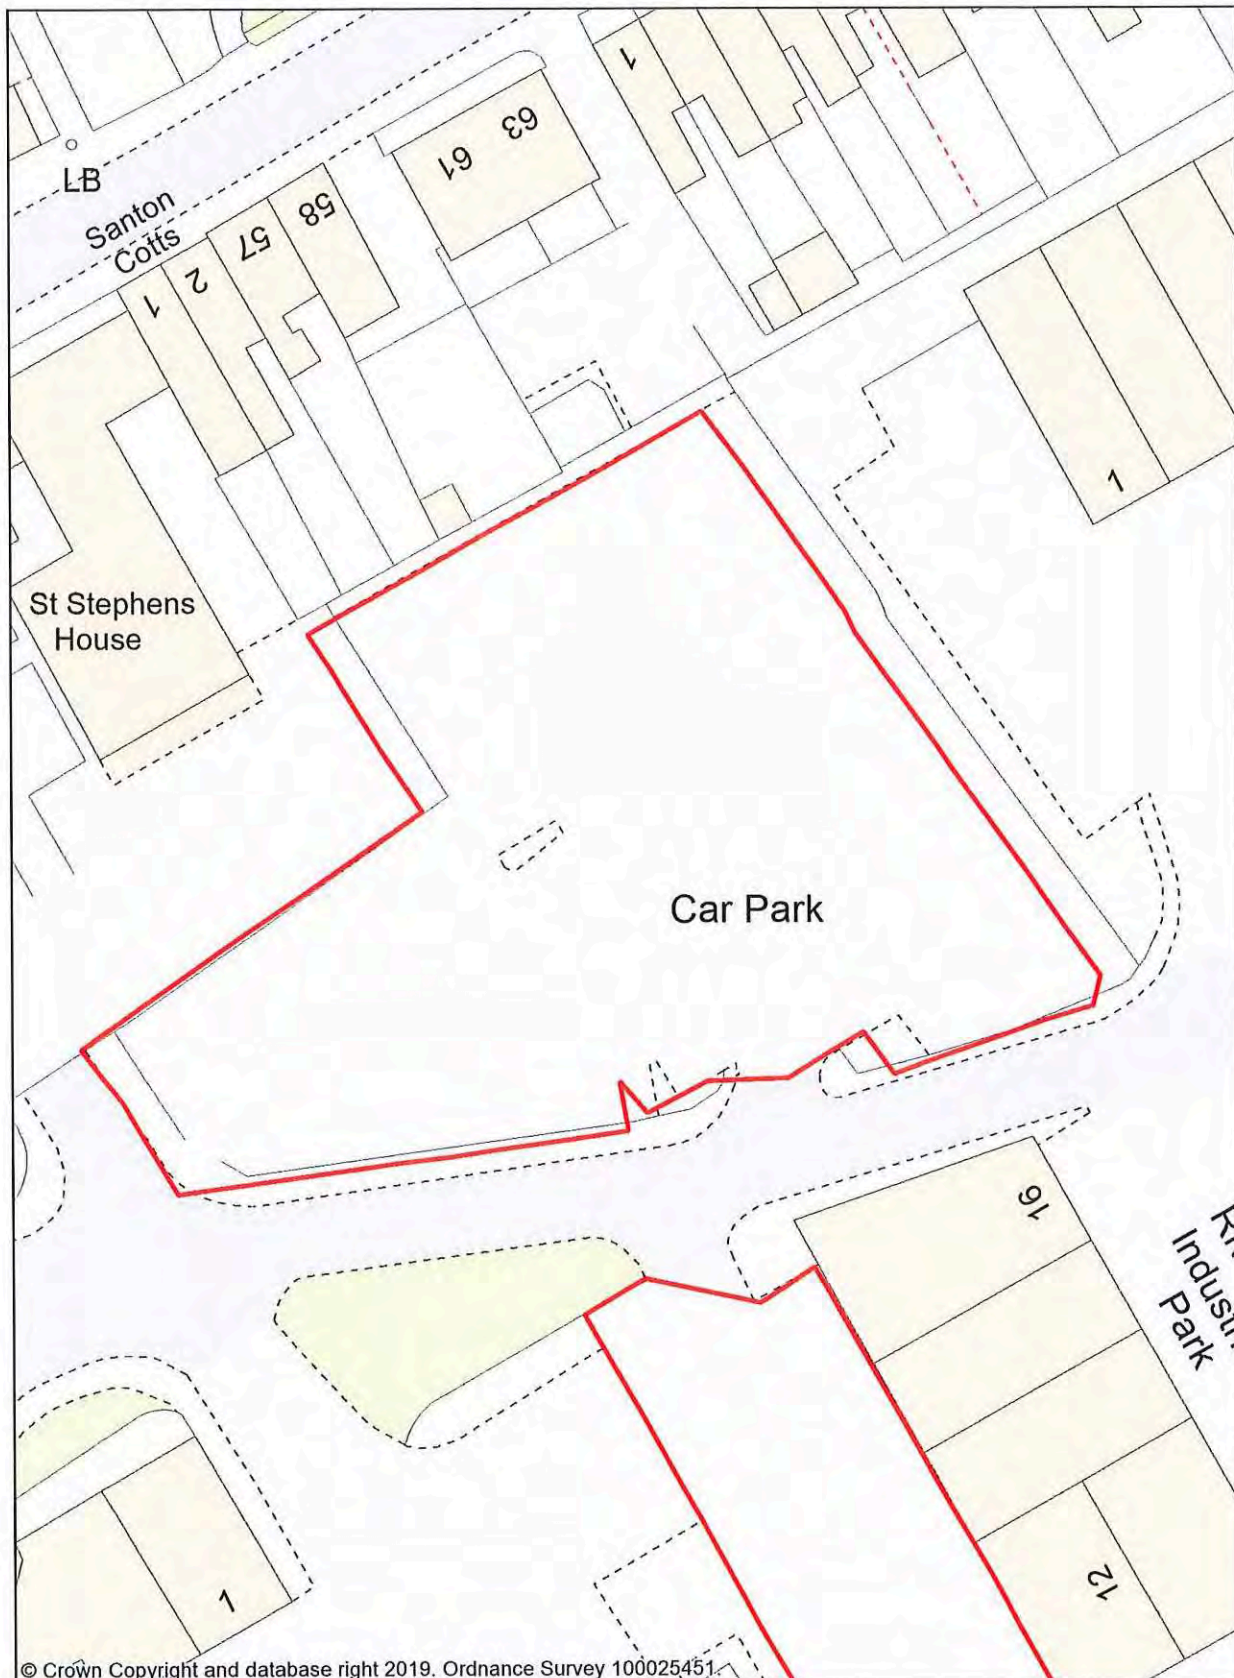 1
63
61
LB
Santon
Cotts
58
57
2
1
1
St Stephens
House
Car Park
16
Industri
Park
12
1
© Crown Copyright and database right 2019. Ordnance Survey 100025451.